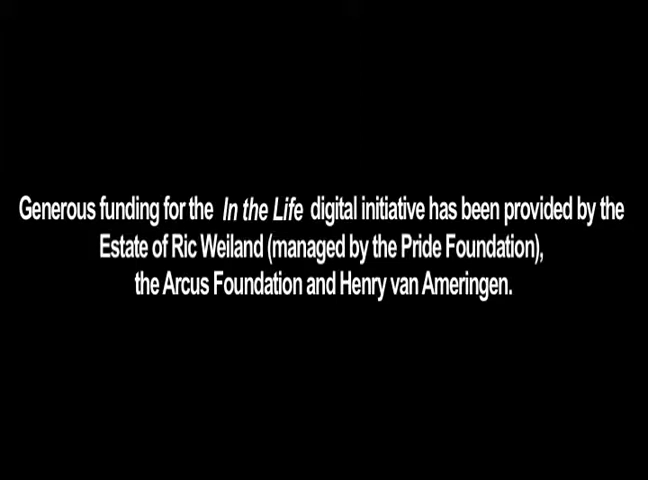 Generous funding for the In the Life digital initiative has been provided by the
Estate of Ric Weiland (managed by the Pride Foundation),
the Arcus Foundation and Henry van Ameringen.